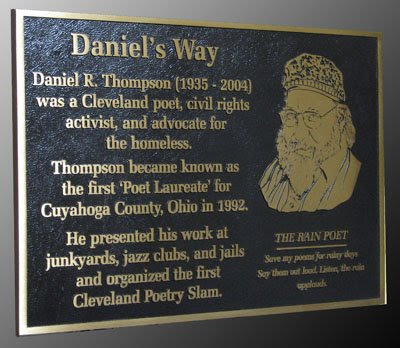 Daniel's Way
Daniel R. Thompson (1935 - 2004)
was a Cleveland poet, civil rights
activist, and advocate for
the homeless.
Thompson became known as
the first 'Poet Laureate' for
Cuyahoga County, Ohio in 1992.
He presented his work at
junkyards, jazz clubs, and jails
and organized the first
Cleveland Poetry Slam.
THE RAIN POET
Save my poems for rainy days
Say them out loud. Listen, the rain
applauds.